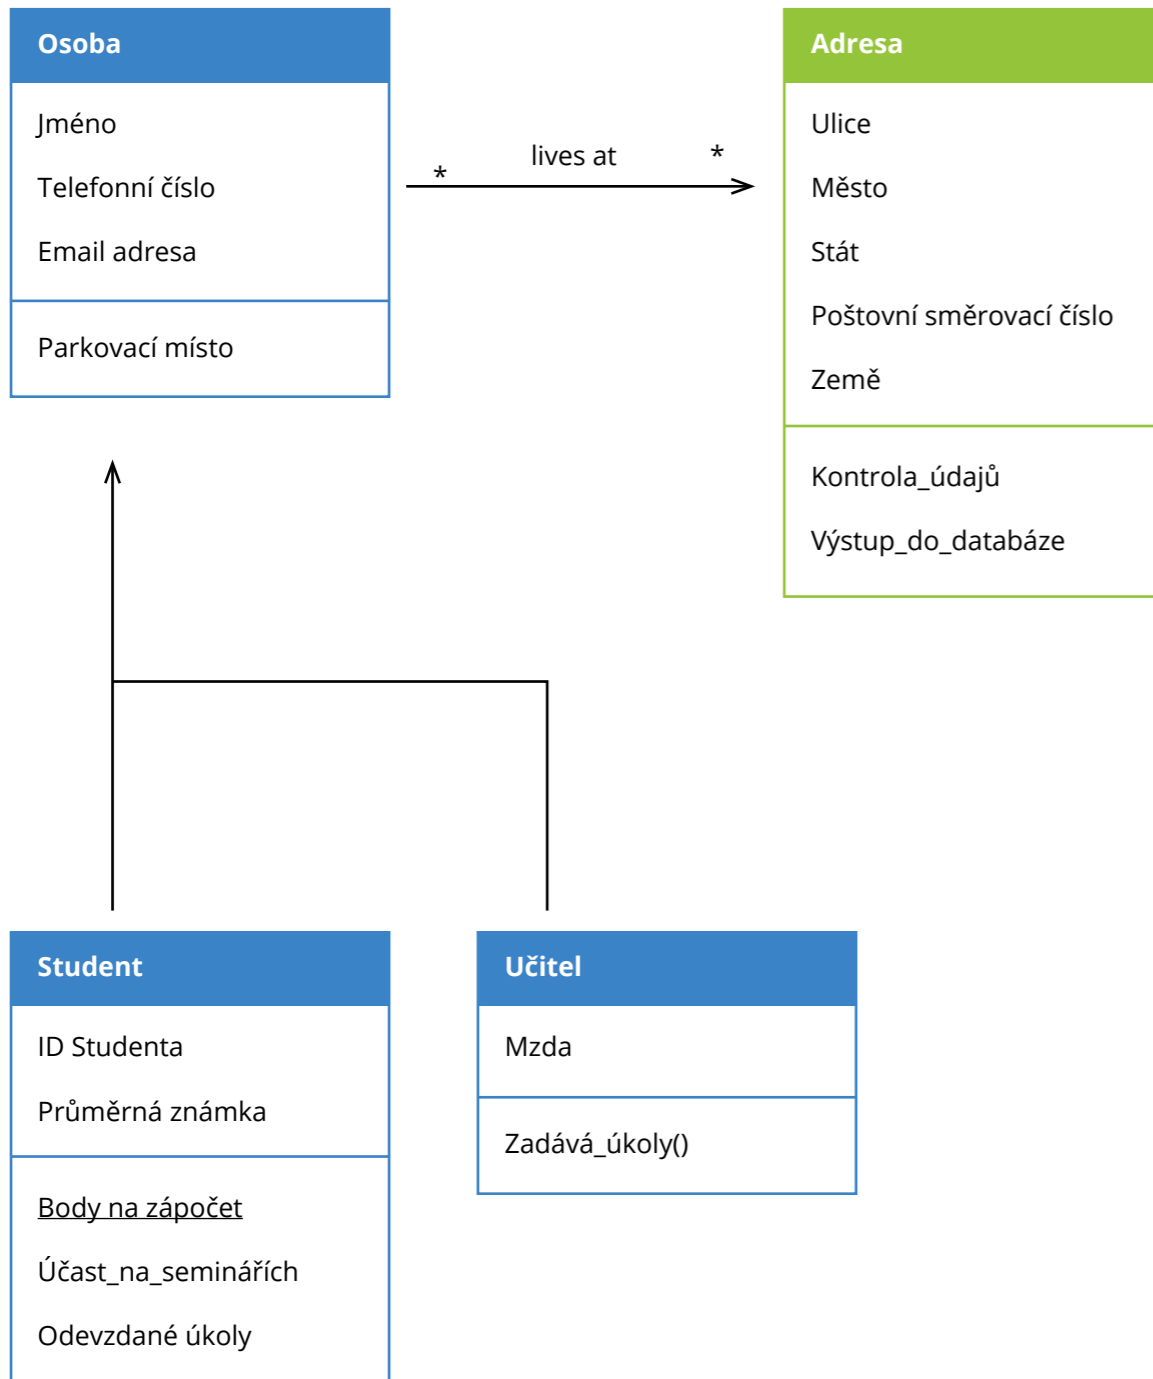 Osoba
Jméno
Telefonní číslo
Email adresa
Parkovací místo
* lives at *
Adresa
Ulice
Město
Stát
Poštovní směrovací číslo
Země
Kontrola_údajů
Výstup_do_databáze
Student
ID Studenta
Průměrná známka
Body na zápočet
Účast_na_seminářích
Odevzdané úkoly
Učitel
Mzda
Zadává_úkoly()